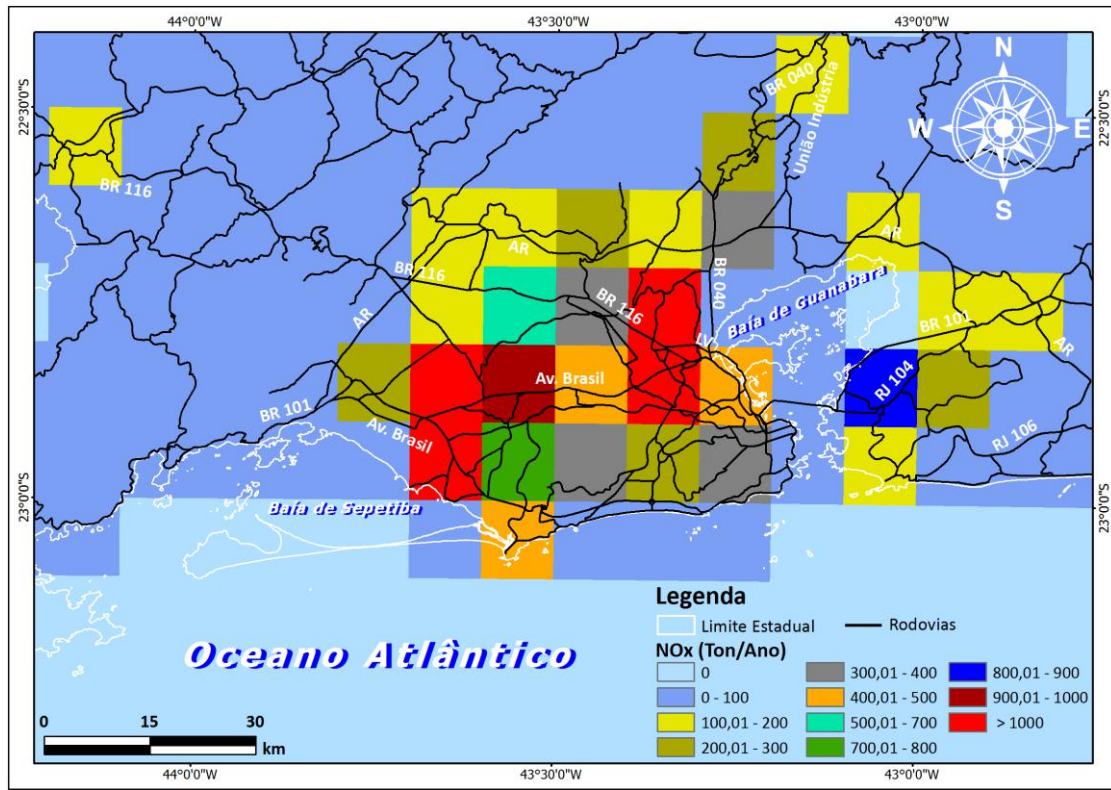 44°0'0"W
43°30'0"W
43°0'0"W
22°30'0"S
22°30'0"S
N
W
E
S
BR 040
União Indústria
BR 116
AR
AR
BR 116
BR 040
BR 116
Baía de Guanabara
AR
BR 101
LV
AR
Av. Brasil
RJ 104
BR 101
Av. Brasil
RJ 106
23°0'0"S
23°0'0"S
Baía de Sepetiba
Oceano Atlântico
Legenda
Limite Estadual
Rodovias
NOx (Ton/Ano)
0
0 - 100
100,01 - 200
200,01 - 300
300,01 - 400
400,01 - 500
500,01 - 700
700,01 - 800
800,01 - 900
900,01 - 1000
> 1000
0
15
30
km
44°0'0"W
43°30'0"W
43°0'0"W